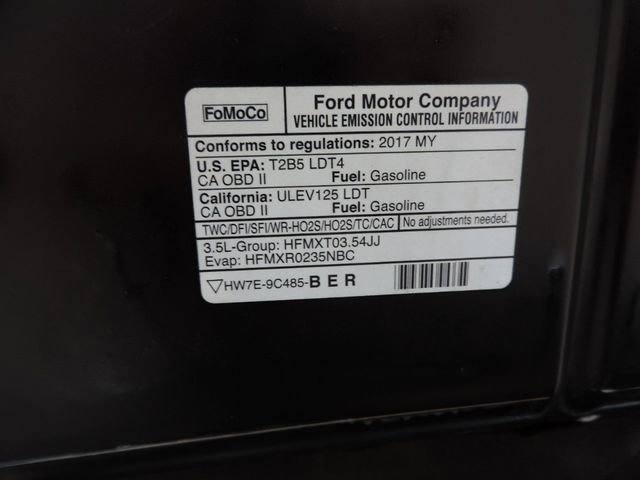 FoMoCo
Ford Motor Company
VEHICLE EMISSION CONTROL INFORMATION
Conforms to regulations: 2017 MY
U.S. EPA: T2B5 LDT4
CA OBD II Fuel: Gasoline
California: ULEV125 LDT
CA OBD II Fuel: Gasoline
TWC/DFI/SFI/WR-HO2S/HO2S/TC/CAC No adjustments needed.
3.5L-Group: HFMXT03.54JJ
Evap: HFMXR0235NBC
HW7E-9C485-BER